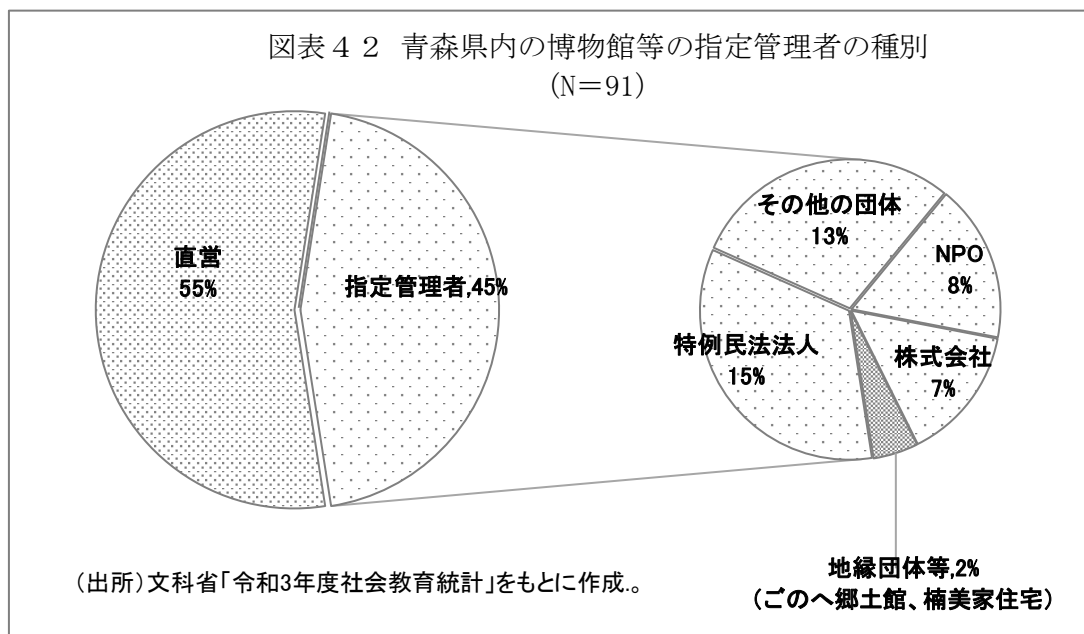 図表４２ 青森県内の博物館等の指定管理者の種別
(N＝91)
直営
55%
指定管理者,45%
その他の団体
13%
NPO
8%
株式会社
7%
特例民法法人
15%
地縁団体等,2%
（ごのへ郷土館、楠美家住宅）
（出所）文科省「令和3年度社会教育統計」をもとに作成.。